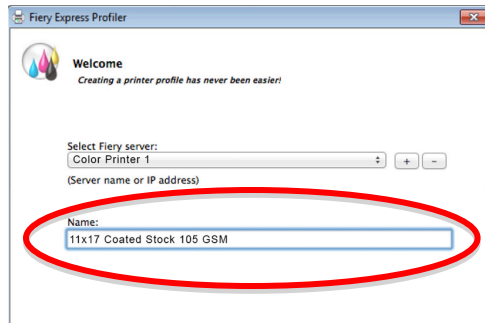 Fiery Express Profiler
Welcome
Creating a printer profile has never been easier!
Select Fiery server:
Color Printer 1
+ -
(Server name or IP address)
Name:
11x17 Coated Stock 105 GSM